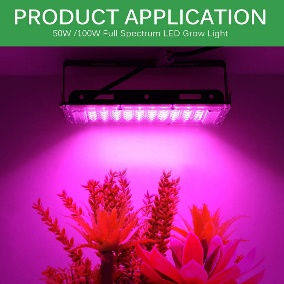 PRODUCT APPLICATION
50W /100W Full Spectrum LED Grow Light